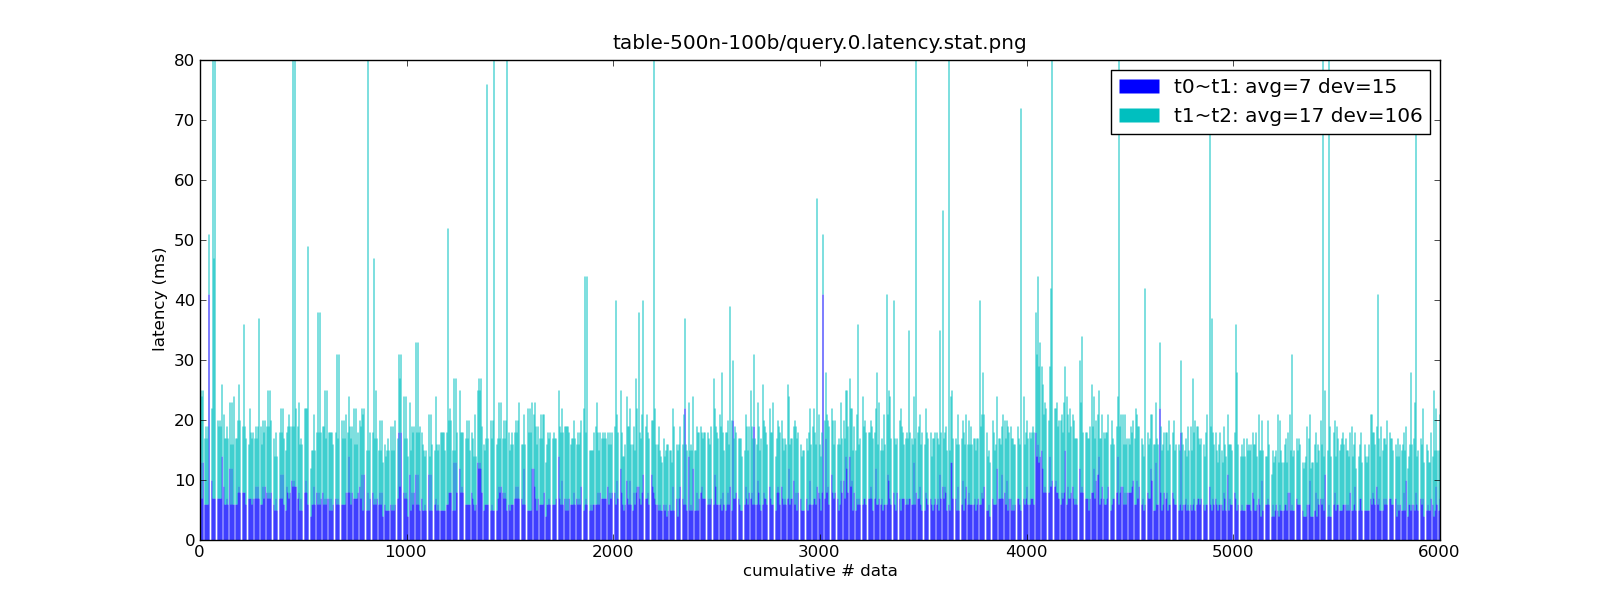 table-500n-100b/query.0.latency.stat.png
t0~t1: avg=7 dev=15
t1~t2: avg=17 dev=106
80
70
60
50
40
30
20
10
0
latency (ms)
0 1000 2000 3000 4000 5000 6000
cumulative # data